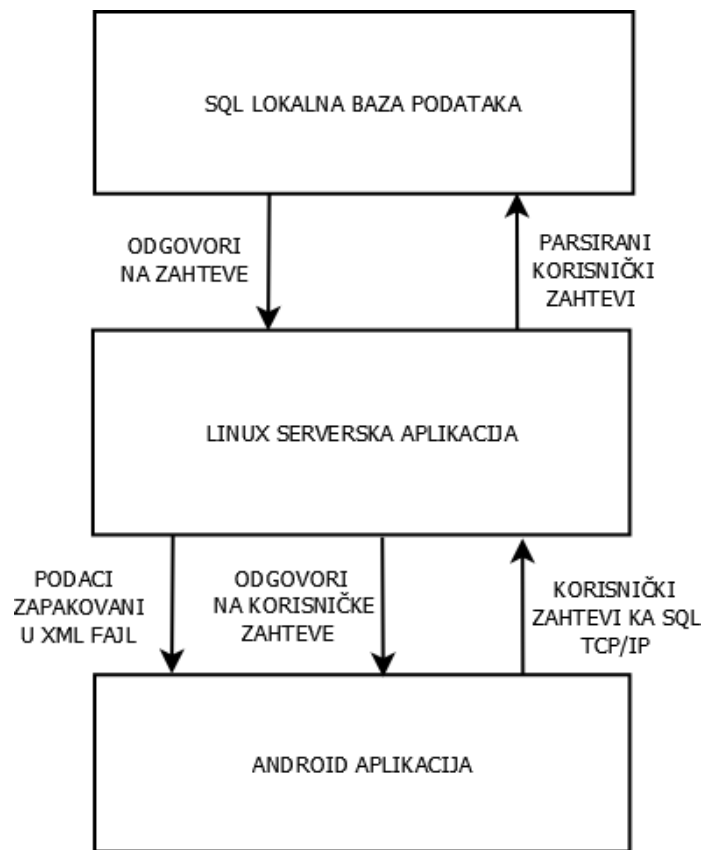 SQL LOKALNA BAZA PODATAKA
ODGOVORI
NA ZAHTEVE
PARSIRANI
KORISNIČKI
ZAHTEVI
LINUX SERVERSKA APLIKACIJA
PODACI
ZAPAKOVANI
U XML FAJL
ODGOVORI
NA KORISNIČKE
ZAHTEVE
KORISNIČKI
ZAHTEVI KA SQL
TCP/IP
ANDROID APLIKACIJA